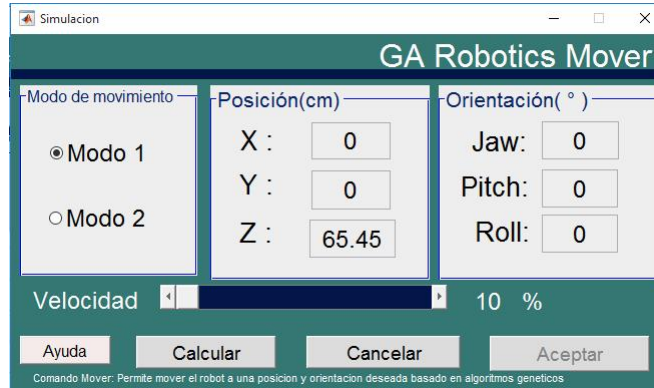 Simulacion
GA Robotics Mover
Modo de movimiento
Modo 1
Modo 2
Posición(cm)
X : 0
Y : 0
Z : 65.45
Orientación( ° )
Jaw: 0
Pitch: 0
Roll: 0
Velocidad 10 %
Ayuda Calcular Cancelar Aceptar
Comando Mover: Permite mover el robot a una posicion y orientacion deseada basado en algoritmos geneticos